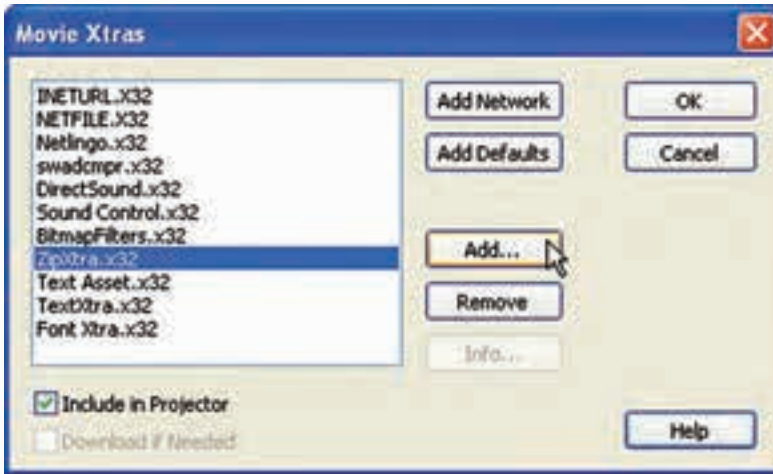 Movie Xtras
INETURL.X32
NETFILE.X32
Netlingo.x32
swadcmpr.x32
DirectSound.x32
Sound Control.x32
BitmapFilters.x32
ZipXtra.x32
Text Asset.x32
TextXtra.x32
Font Xtra.x32
Add Network
Add Defaults
Add...
Remove
Info...
OK
Cancel
Include in Projector
Download if Needed
Help